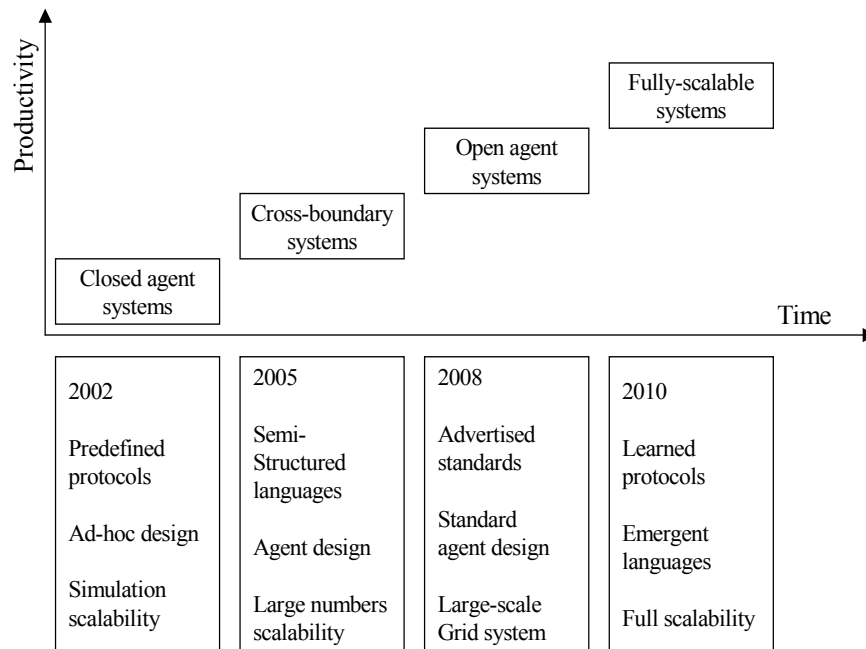 Productivity
Fully-scalable
systems
Open agent
systems
Cross-boundary
systems
Closed agent
systems
Time
2002
Predefined
protocols
Ad-hoc design
Simulation
scalability
2005
Semi-
Structured
languages
Agent design
Large numbers
scalability
2008
Advertised
standards
Standard
agent design
Large-scale
Grid system
2010
Learned
protocols
Emergent
languages
Full scalability